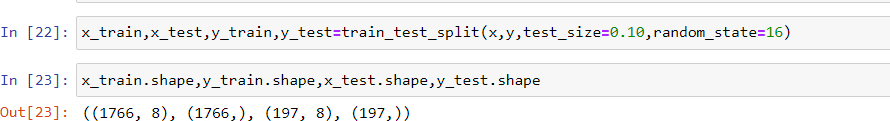 In [22]: x_train,x_test,y_train,y_test=train_test_split(x,y,test_size=0.10,random_state=16)
In [23]: x_train.shape,y_train.shape,x_test.shape,y_test.shape
Out[23]: ((1766, 8), (1766,), (197, 8), (197,))